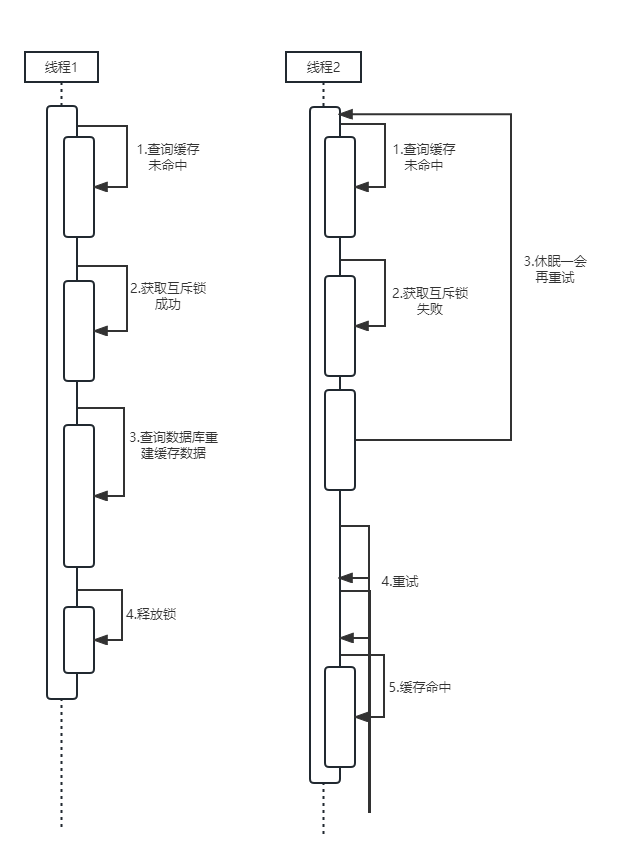 线程1
1.查询缓存
未命中
2.获取互斥锁
成功
3.查询数据库重
建缓存数据
4.释放锁
线程2
1.查询缓存
未命中
2.获取互斥锁
失败
3.休眠一会
再重试
4.重试
5.缓存命中